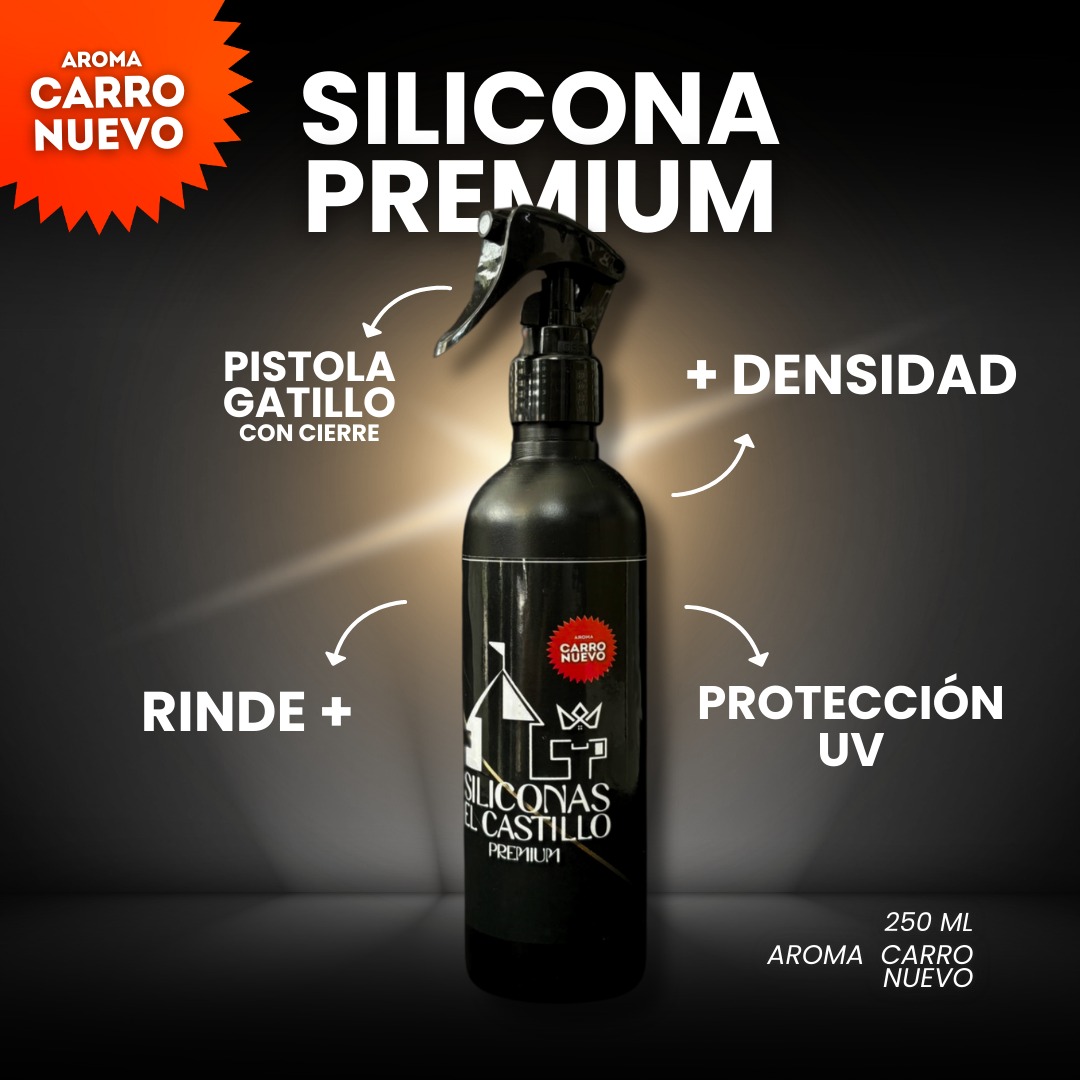 AROMA
CARRO
NUEVO
SILICONA
PREMIUM
PISTOLA
GATILLO
CON CIERRE
+ DENSIDAD
RINDE +
PROTECCIÓN
UV
AROMA
CARRO
NUEVO
SILICONAS
EL CASTILLO
PREMIUM
250 ML
AROMA CARRO
NUEVO